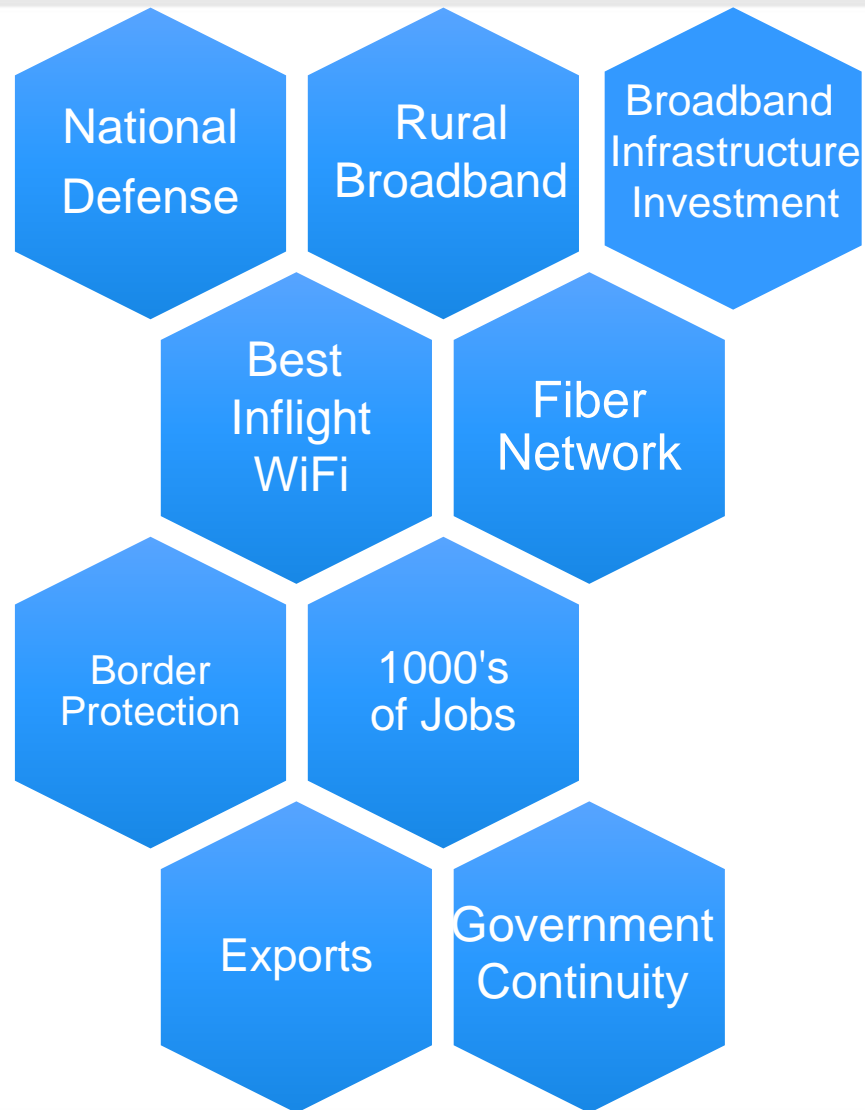 National
Defense
Rural
Broadband
Broadband
Infrastructure
Investment
Best
Inflight
WiFi
Fiber
Network
Border
Protection
1000's
of Jobs
Exports
Government
Continuity